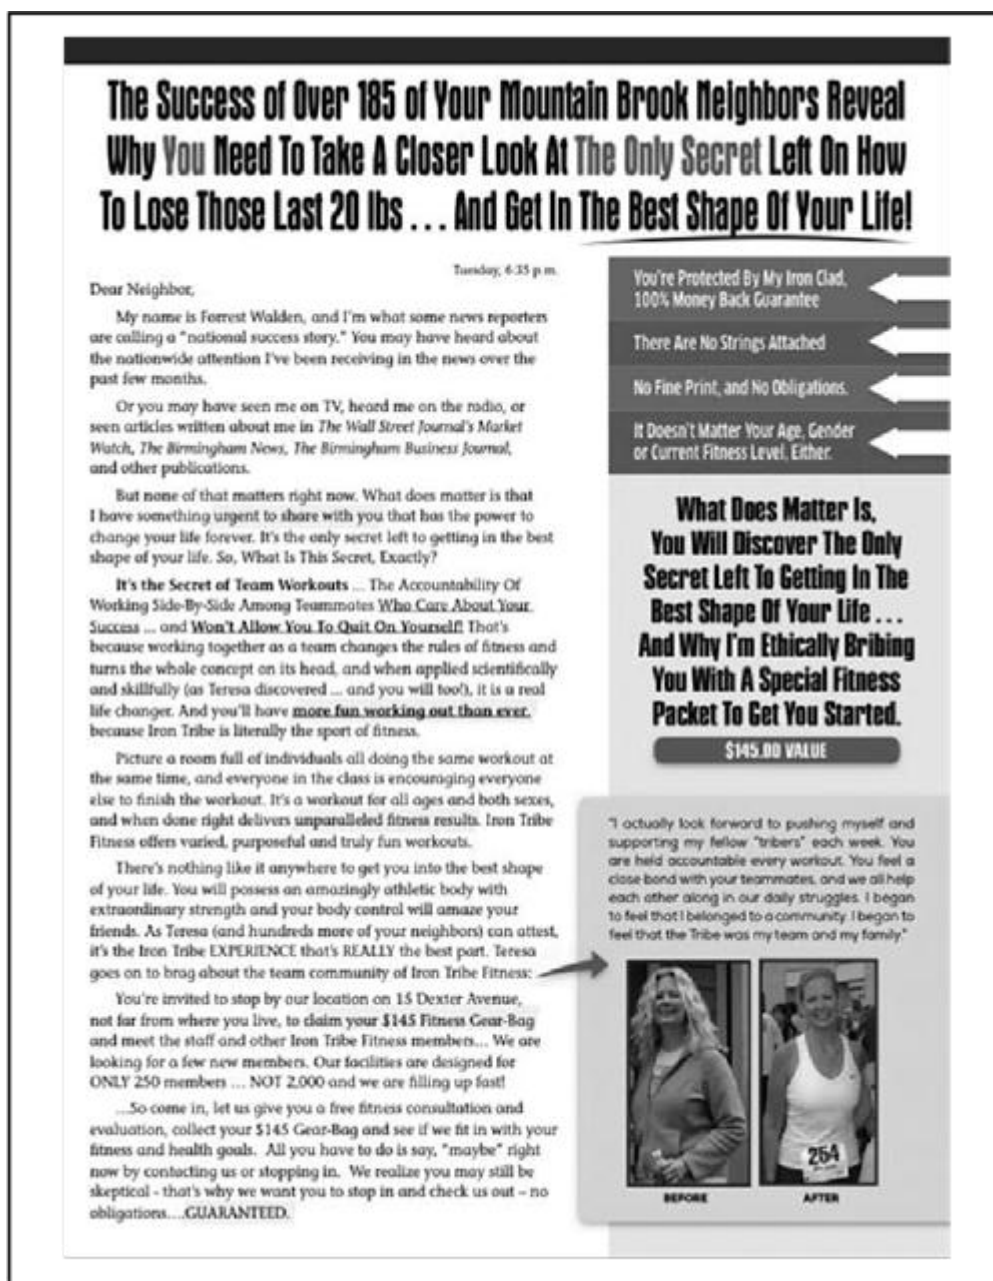 The Success of Over 185 of Your Mountain Brook Neighbors Reveal
Why You Need To Take A Closer Look At The Only Secret Left On How
To Lose Those Last 20 lbs . . . And Get In The Best Shape Of Your Life!
Tuesday, 6:35 p.m.
Dear Neighbor,
My name is Forrest Walden, and I'm what some news reporters
are calling a "national success story." You may have heard about
the nationwide attention I've been receiving in the news over the
past few months.
Or you may have seen me on TV, heard me on the radio, or
seen articles written about me in The Wall Street Journal's Market
Watch, The Birmingham News, The Birmingham Business Journal,
and other publications.
But none of that matters right now. What does matter is that
I have something urgent to share with you that has the power to
change your life forever. It's the only secret left to getting in the best
shape of your life. So, What Is This Secret, Exactly?
It's the Secret of Team Workouts ... The Accountability Of
Working Side-By-Side Among Teammates Who Care About Your
Success ... and Won't Allow You To Quit On Yourself! That's
because working together as a team changes the rules of fitness and
turns the whole concept on its head, and when applied scientifically
and skillfully (as Teresa discovered ... and you will too!), it is a real
life changer. And you'll have more fun working out than ever,
because Iron Tribe is literally the sport of fitness.
Picture a room full of individuals all doing the same workout at
the same time, and everyone in the class is encouraging everyone
else to finish the workout. It's a workout for all ages and both sexes,
and when done right delivers unparalleled fitness results. Iron Tribe
Fitness offers varied, purposeful and truly fun workouts.
There's nothing like it anywhere to get you into the best shape
of your life. You will possess an amazingly athletic body with
extraordinary strength and your body control will amaze your
friends. As Teresa (and hundreds more of your neighbors) can attest,
it's the Iron Tribe EXPERIENCE that's REALLY the best part. Teresa
goes on to brag about the team community of Iron Tribe Fitness:
You're invited to stop by our location on 15 Dexter Avenue,
not far from where you live, to claim your $145 Fitness Gear-Bag
and meet the staff and other Iron Tribe Fitness members... We are
looking for a few new members. Our facilities are designed for
ONLY 250 members ... NOT 2,000 and we are filling up fast!
...So come in, let us give you a free fitness consultation and
evaluation, collect your $145 Gear-Bag and see if we fit in with your
fitness and health goals. All you have to do is say, "maybe" right
now by contacting us or stopping in. We realize you may still be
skeptical - that's why we want you to stop in and check us out – no
obligations....GUARANTEED.
You're Protected By My Iron Clad,
100% Money Back Guarantee
There Are No Strings Attached
No Fine Print, and No Obligations.
It Doesn't Matter Your Age, Gender
or Current Fitness Level, Either.
What Does Matter Is,
You Will Discover The Only
Secret Left To Getting In The
Best Shape Of Your Life . . .
And Why I'm Ethically Bribing
You With A Special Fitness
Packet To Get You Started.
$145.00 VALUE
"I actually look forward to pushing myself and
supporting my fellow "tribers" each week. You
are held accountable every workout. You feel a
close bond with your teammates, and we all help
each other along in our daily struggles. I began
to feel that I belonged to a community. I began to
feel that the Tribe was my team and my family."
254
BEFORE
AFTER